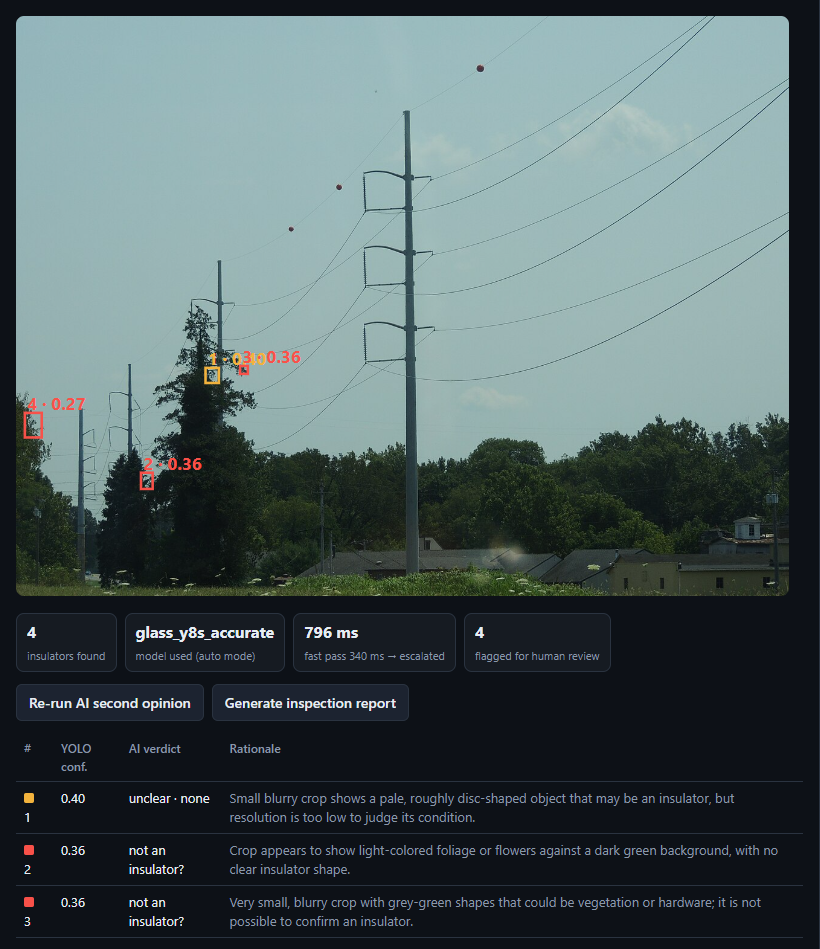 1 · 0.40
3 · 0.36
4 · 0.27
2 · 0.36
4
insulators found
glass_y8s_accurate
model used (auto mode)
796 ms
fast pass 340 ms → escalated
4
flagged for human review
Re-run AI second opinion
Generate inspection report
#
YOLO
conf.
AI verdict
Rationale
1
0.40
unclear · none
Small blurry crop shows a pale, roughly disc-shaped object that may be an insulator, but
resolution is too low to judge its condition.
2
0.36
not an
insulator?
Crop appears to show light-colored foliage or flowers against a dark green background, with no
clear insulator shape.
3
0.36
not an
insulator?
Very small, blurry crop with grey-green shapes that could be vegetation or hardware; it is not
possible to confirm an insulator.